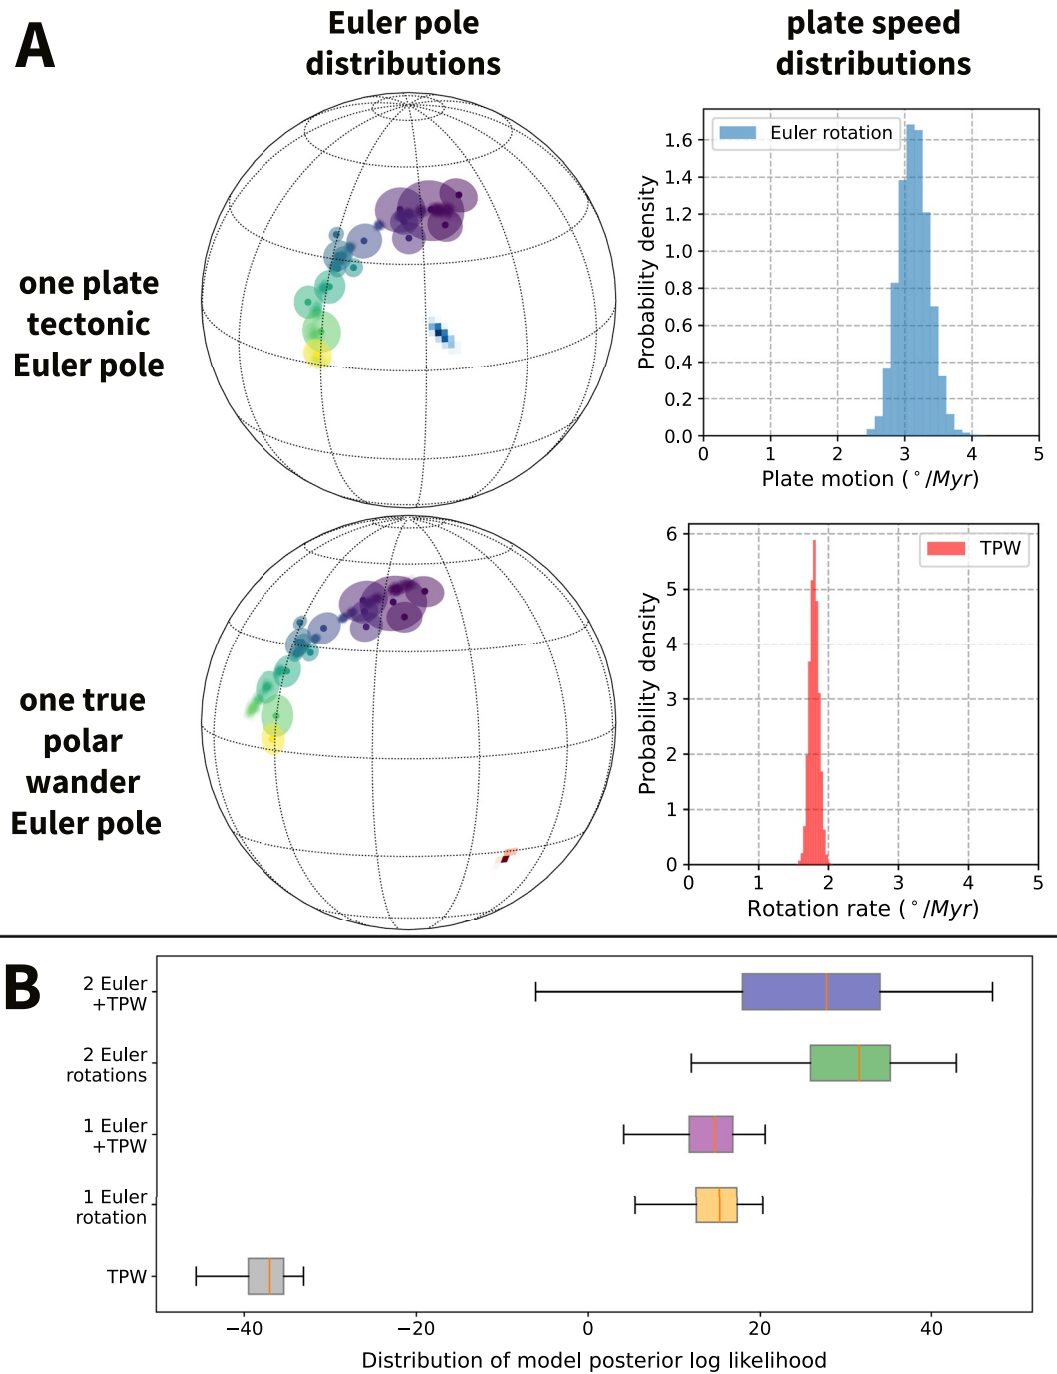 A
Euler pole
distributions
plate speed
distributions
one plate
tectonic
Euler pole
Euler rotation
Probability density
0.0
0.2
0.4
0.6
0.8
1.0
1.2
1.4
1.6
0 1 2 3 4 5
Plate motion (°/Myr)
one true
polar
wander
Euler pole
TPW
Probability density
0
1
2
3
4
5
6
0 1 2 3 4 5
Rotation rate (°/Myr)
B
2 Euler
+TPW
2 Euler
rotations
1 Euler
+TPW
1 Euler
rotation
TPW
−40 −20 0 20 40
Distribution of model posterior log likelihood